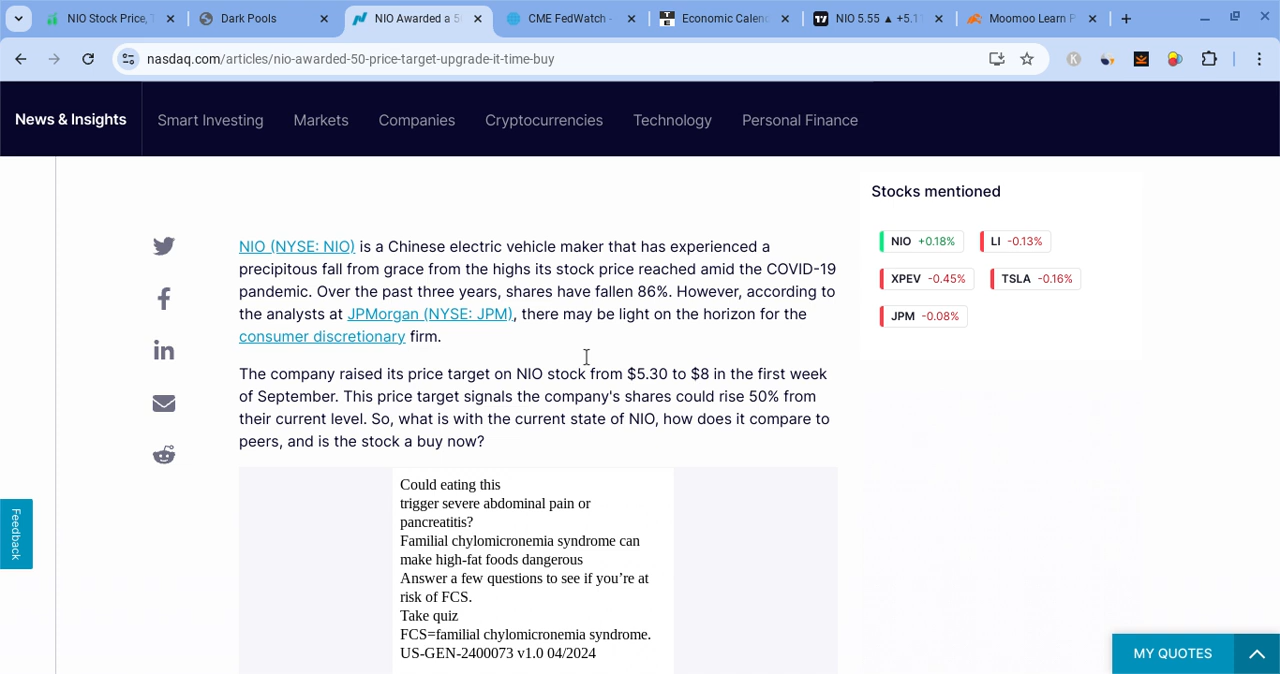 NIO Stock Price, T
Dark Pools
NIO Awarded a 5
CME FedWatch -
Economic Calenc
NIO 5.55 ▲ +5.1
Moomoo Learn P
nasdaq.com/articles/nio-awarded-50-price-target-upgrade-it-time-buy
News & Insights
Smart Investing
Markets
Companies
Cryptocurrencies
Technology
Personal Finance
NIO (NYSE: NIO) is a Chinese electric vehicle maker that has experienced a
precipitous fall from grace from the highs its stock price reached amid the COVID-19
pandemic. Over the past three years, shares have fallen 86%. However, according to
the analysts at JPMorgan (NYSE: JPM), there may be light on the horizon for the
consumer discretionary firm.
The company raised its price target on NIO stock from $5.30 to $8 in the first week
of September. This price target signals the company's shares could rise 50% from
their current level. So, what is with the current state of NIO, how does it compare to
peers, and is the stock a buy now?
Could eating this
trigger severe abdominal pain or
pancreatitis?
Familial chylomicronemia syndrome can
make high-fat foods dangerous
Answer a few questions to see if you're at
risk of FCS.
Take quiz
FCS=familial chylomicronemia syndrome.
US-GEN-2400073 v1.0 04/2024
Stocks mentioned
NIO +0.18%
LI -0.13%
XPEV -0.45%
TSLA -0.16%
JPM -0.08%
Feedback
MY QUOTES